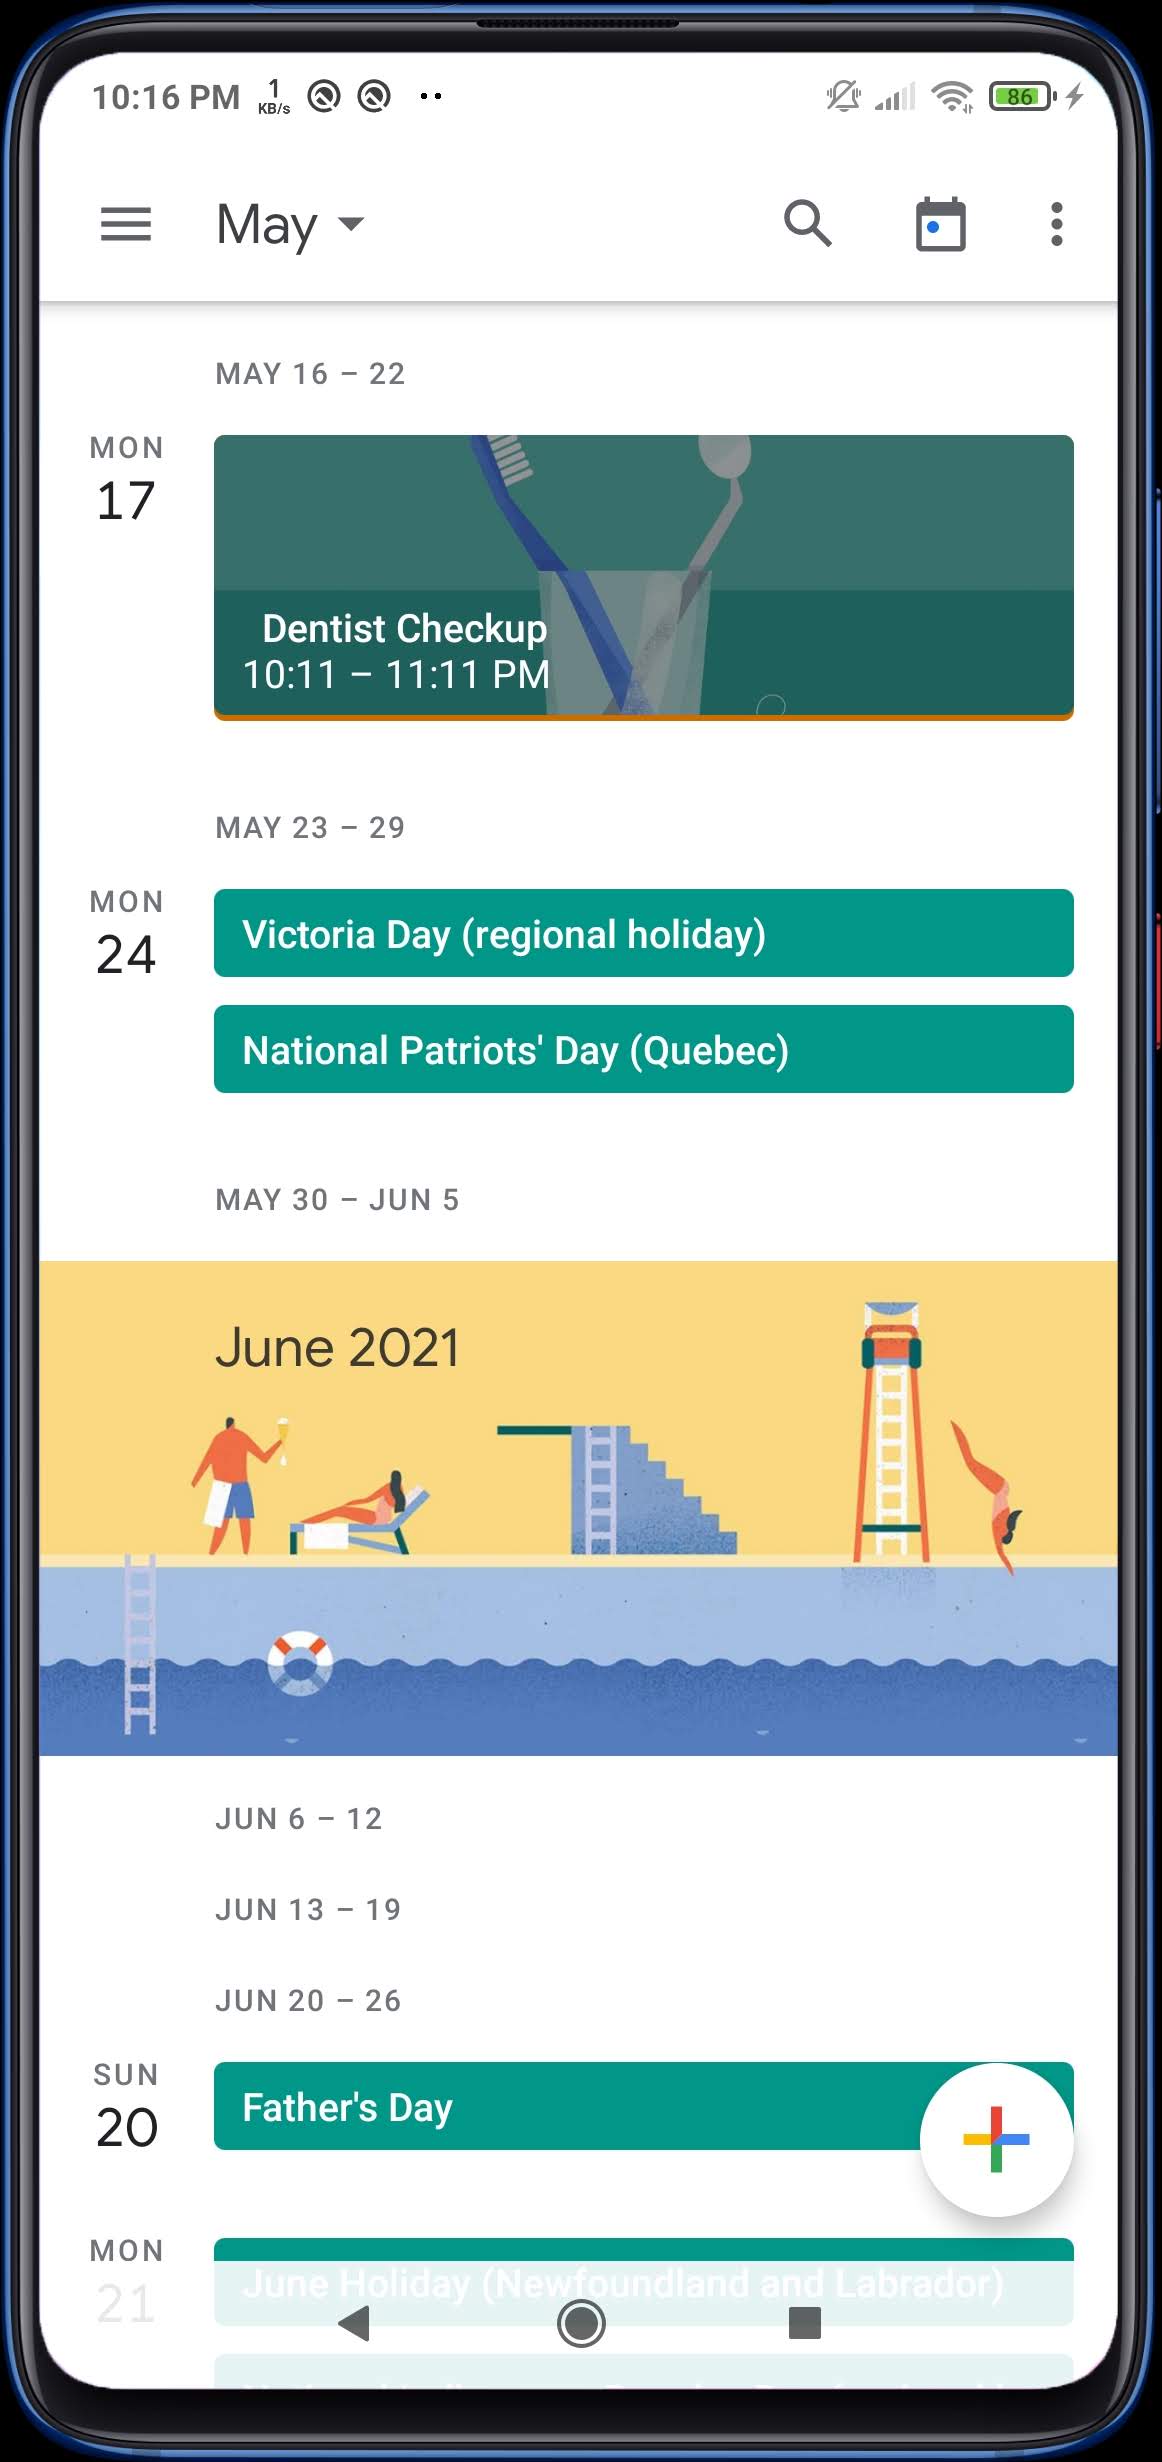 10:16 PM 1 KB/s 86
May
MAY 16 – 22
MON
17
Dentist Checkup
10:11 – 11:11 PM
MAY 23 – 29
MON
24
Victoria Day (regional holiday)
National Patriots' Day (Quebec)
MAY 30 – JUN 5
June 2021
JUN 6 – 12
JUN 13 – 19
JUN 20 – 26
SUN
20
Father's Day
MON
21
June Holiday (Newfoundland and Labrador)